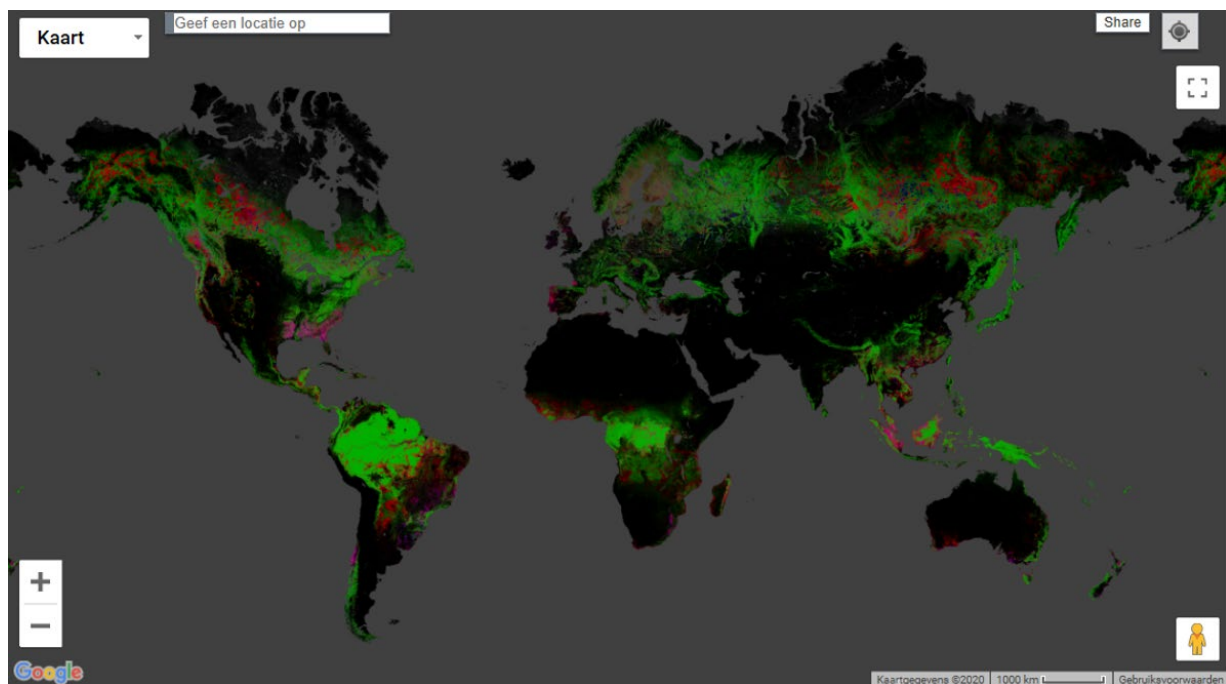 Kaart
Geef een locatie op
Share
+
−
Google
Kaartgegevens ©2020
1000 km
Gebruiksvoorwaarden